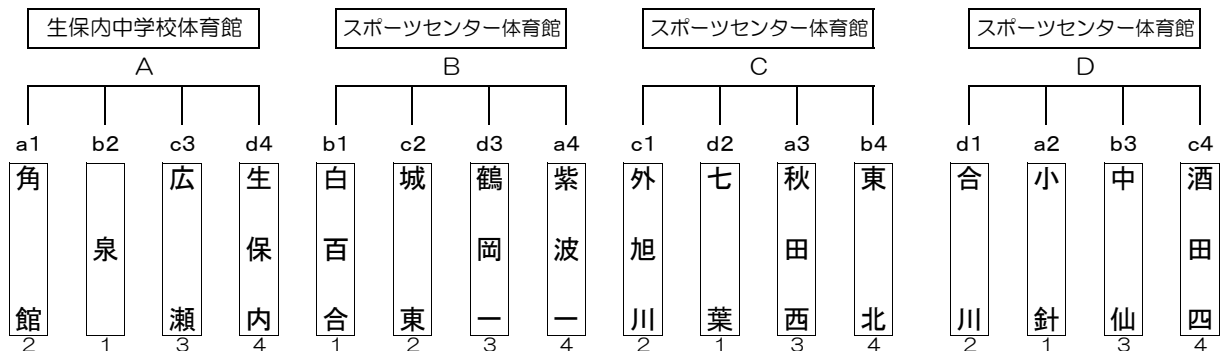 生保内中学校体育館 スポーツセンター体育館 スポーツセンター体育館 スポーツセンター体育館
A B C D
a1 b2 c3 d4 b1 c2 d3 a4 c1 d2 a3 b4 d1 a2 b3 c4
角館 泉 広瀬 生保内 白百合 城東 鶴岡一 紫波一 外旭川 七葉 秋田西 東北 合川 小針 中仙 酒田四
2 1 3 4 1 2 3 4 2 1 3 4 2 1 3 4